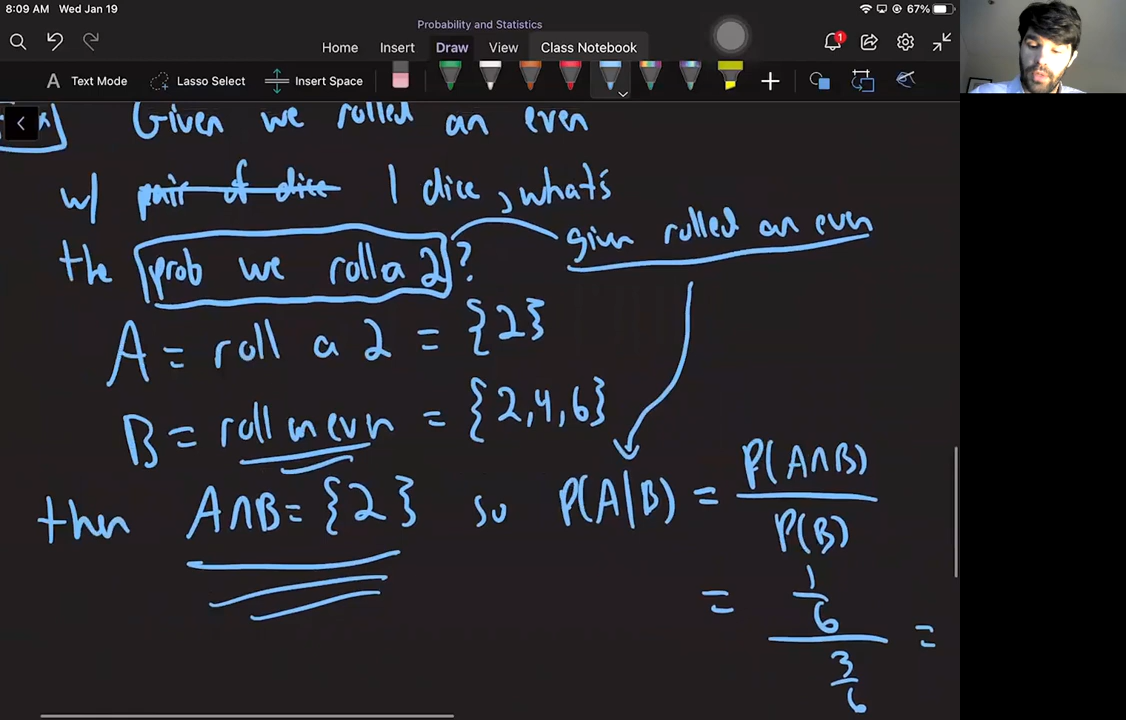 8:09 AM Wed Jan 19
67%
Probability and Statistics
Home Insert Draw View Class Notebook
1
Text Mode Lasso Select Insert Space
Given we rolled an even
w/ pair of dice 1 dice, what's
the prob we roll a 2? given rolled an even
A = roll a 2 = {2}
B = roll an evn = {2,4,6}
then A∩B = {2} so P(A|B) = P(A∩B) / P(B)
= 1/6 / 3/6 =